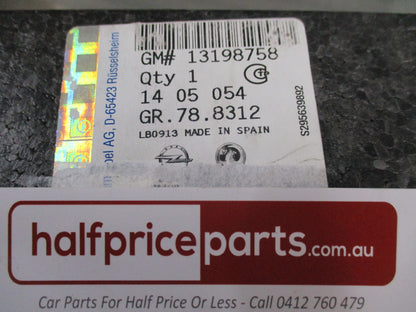 GM# 13198758
Qty 1
14 05 054
GR.78.8312
LB0913 MADE IN SPAIN
AG, D-65423 Rüsselsheim
S295639892
halfpriceparts.com.au
Car Parts For Half Price Or Less - Call 0412 760 479